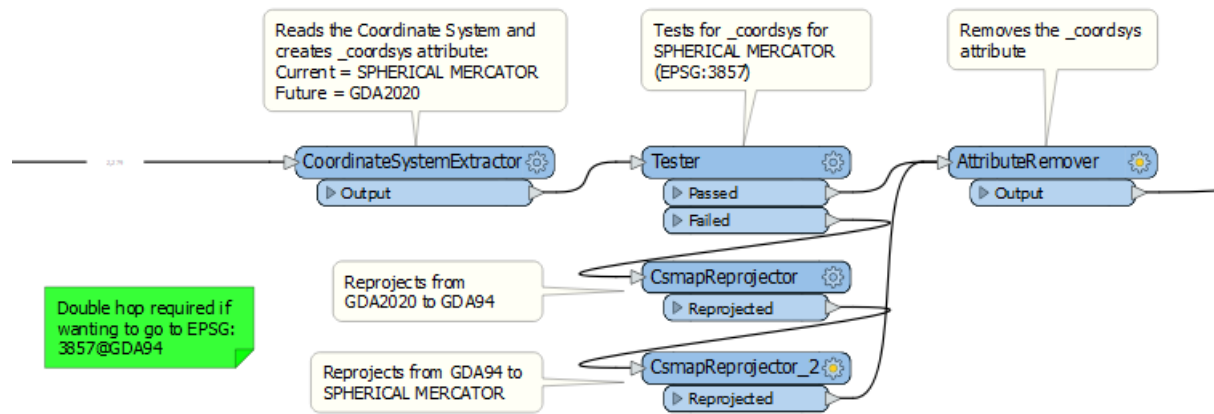 Reads the Coordinate System and
creates _coordsys attribute:
Current = SPHERICAL MERCATOR
Future = GDA2020
Tests for _coordsys for
SPHERICAL MERCATOR
(EPSG:3857)
Removes the _coordsys
attribute
CoordinateSystemExtractor
Output
Tester
Passed
Failed
AttributeRemover
Output
Reprojects from
GDA2020 to GDA94
CsmapReprojector
Reprojected
Double hop required if
wanting to go to EPSG:
3857@GDA94
Reprojects from GDA94 to
SPHERICAL MERCATOR
CsmapReprojector_2
Reprojected